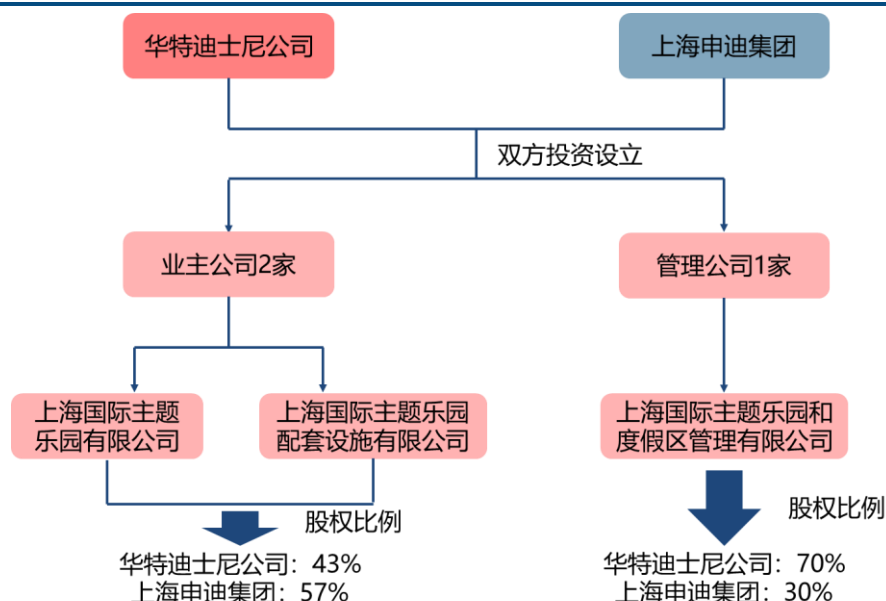 华特迪士尼公司
上海申迪集团
双方投资设立
业主公司2家
管理公司1家
上海国际主题
乐园有限公司
上海国际主题乐园
配套设施有限公司
上海国际主题乐园和
度假区管理有限公司
股权比例
股权比例
华特迪士尼公司：43%
上海申迪集团：57%
华特迪士尼公司：70%
上海申迪集团：30%